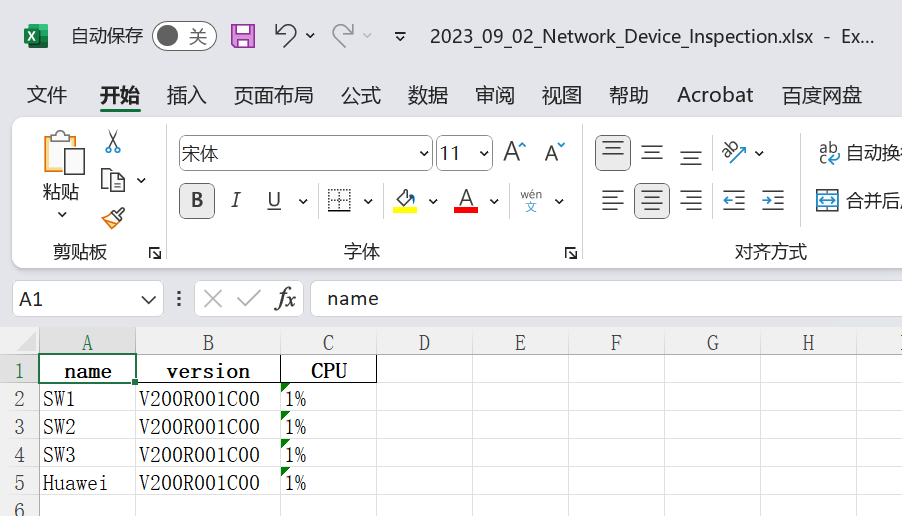 自动保存 关 2023_09_02_Network_Device_Inspection.xlsx - Ex...
文件 开始 插入 页面布局 公式 数据 审阅 视图 帮助 Acrobat 百度网盘
宋体 11 A A ab 自动换
粘贴 B I U A wén 文 合并后
剪贴板 字体 对齐方式
A1 fx name
A B C D E F G H
1 name version CPU
2 SW1 V200R001C00 1%
3 SW2 V200R001C00 1%
4 SW3 V200R001C00 1%
5 Huawei V200R001C00 1%
6